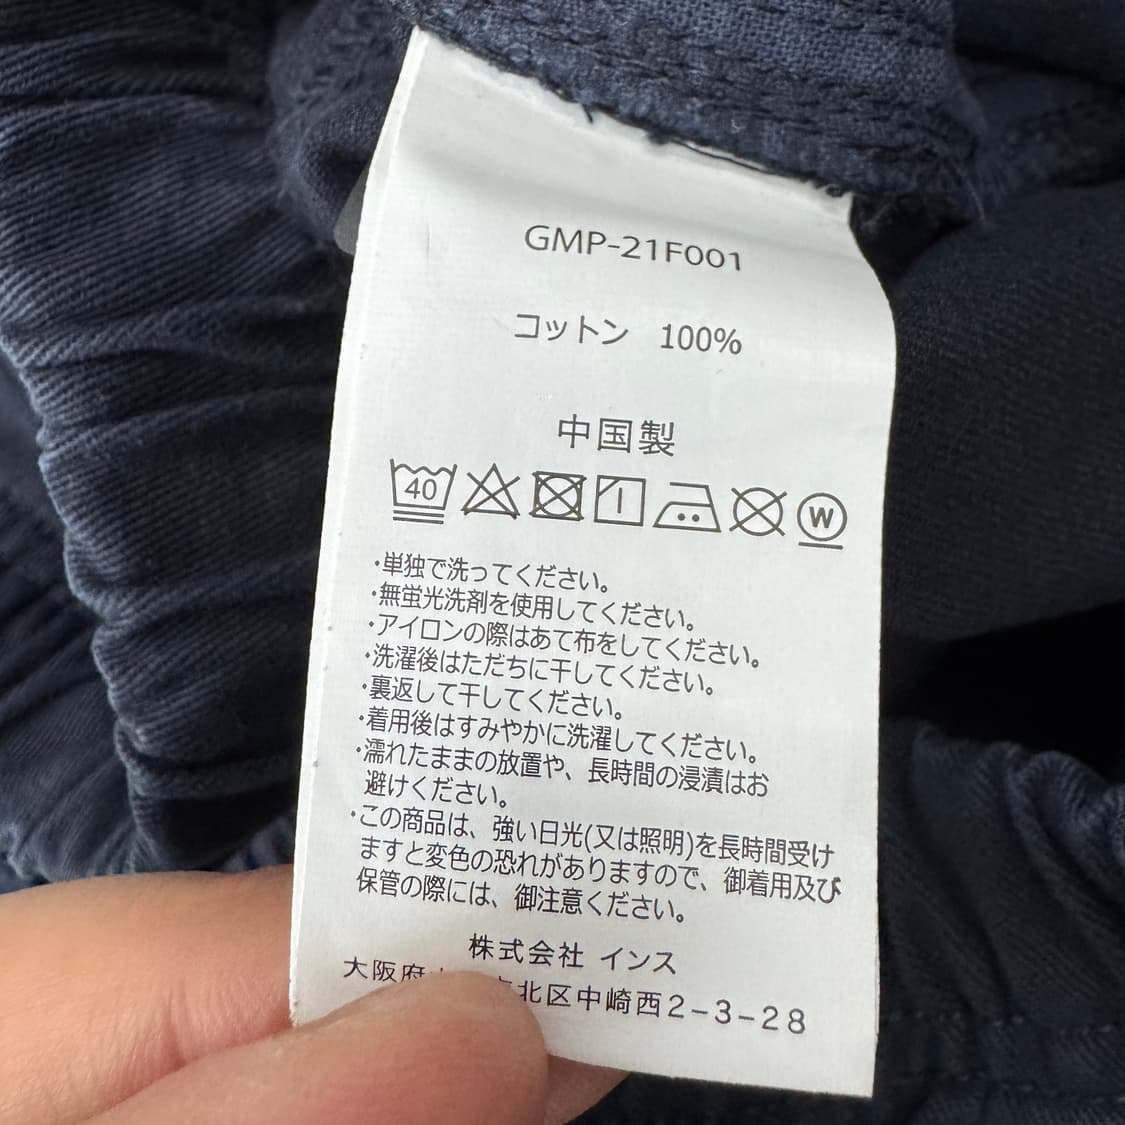 GMP-21F001
コットン 100%
中国製
40 W
・単独で洗ってください。
・無蛍光洗剤を使用してください。
・アイロンの際はあて布をしてください。
・洗濯後はただちに干してください。
・裏返して干してください。
・着用後はすみやかに洗濯してください。
・濡れたままの放置や、長時間の浸漬はお
避けください。
・この商品は、強い日光(又は照明)を長時間受け
ますと変色の恐れがありますので、御着用及び
保管の際には、御注意ください。
株式会社 インス
大阪府 北区中崎西2-3-28